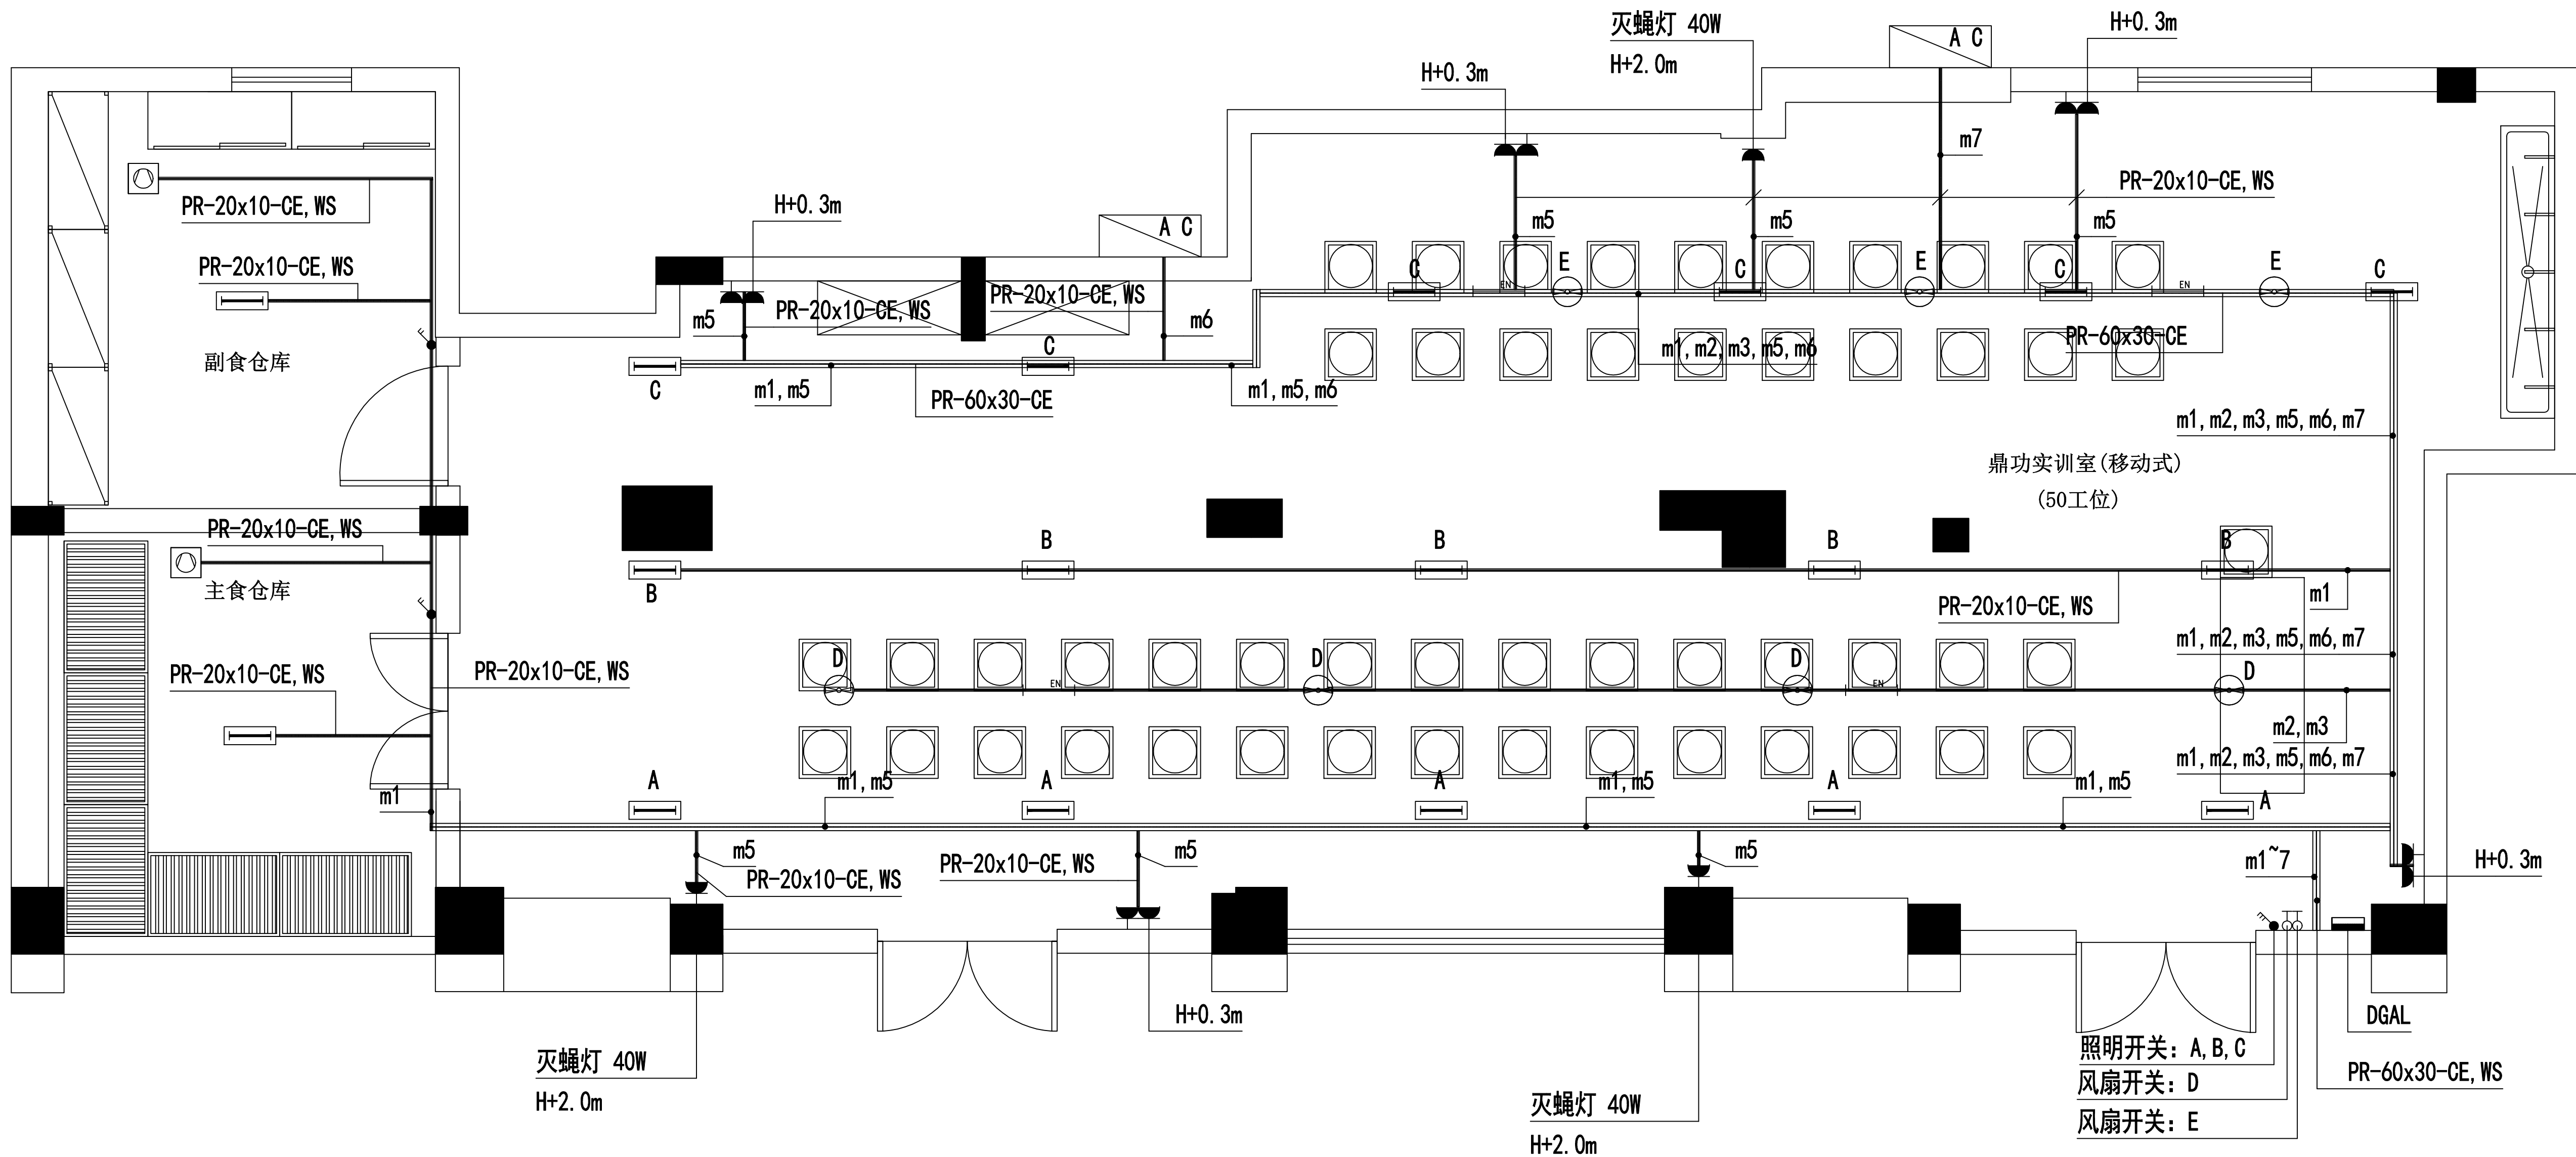 灭蝇灯 40W
H+2.0m
A C
H+0.3m
H+0.3m
m7
PR-20x10-CE,WS
PR-20x10-CE,WS
H+0.3m
A C
m5
m5
m5
PR-20x10-CE,WS
E
E
E
C
C
C
C
EN
EN
PR-20x10-CE,WS
PR-20x10-CE,WS
m5
m6
PR-60x30-CE
m1,m2,m3,m5,m6
C
副食仓库
C
m1,m5
PR-60x30-CE
m1,m5,m6
m1,m2,m3,m5,m6,m7
鼎功实训室(移动式)
(50工位)
PR-20x10-CE,WS
B
B
B
B
主食仓库
B
m1
PR-20x10-CE,WS
m1,m2,m3,m5,m6,m7
PR-20x10-CE,WS
PR-20x10-CE,WS
D
D
D
D
EN
EN
m2,m3
m1,m2,m3,m5,m6,m7
A
A
A
A
A
m1,m5
m1,m5
m1,m5
m1
m5
PR-20x10-CE,WS
PR-20x10-CE,WS
m5
m5
m1~7
H+0.3m
H+0.3m
DGAL
灭蝇灯 40W
H+2.0m
灭蝇灯 40W
H+2.0m
照明开关: A,B,C
风扇开关: D
风扇开关: E
PR-60x30-CE,WS